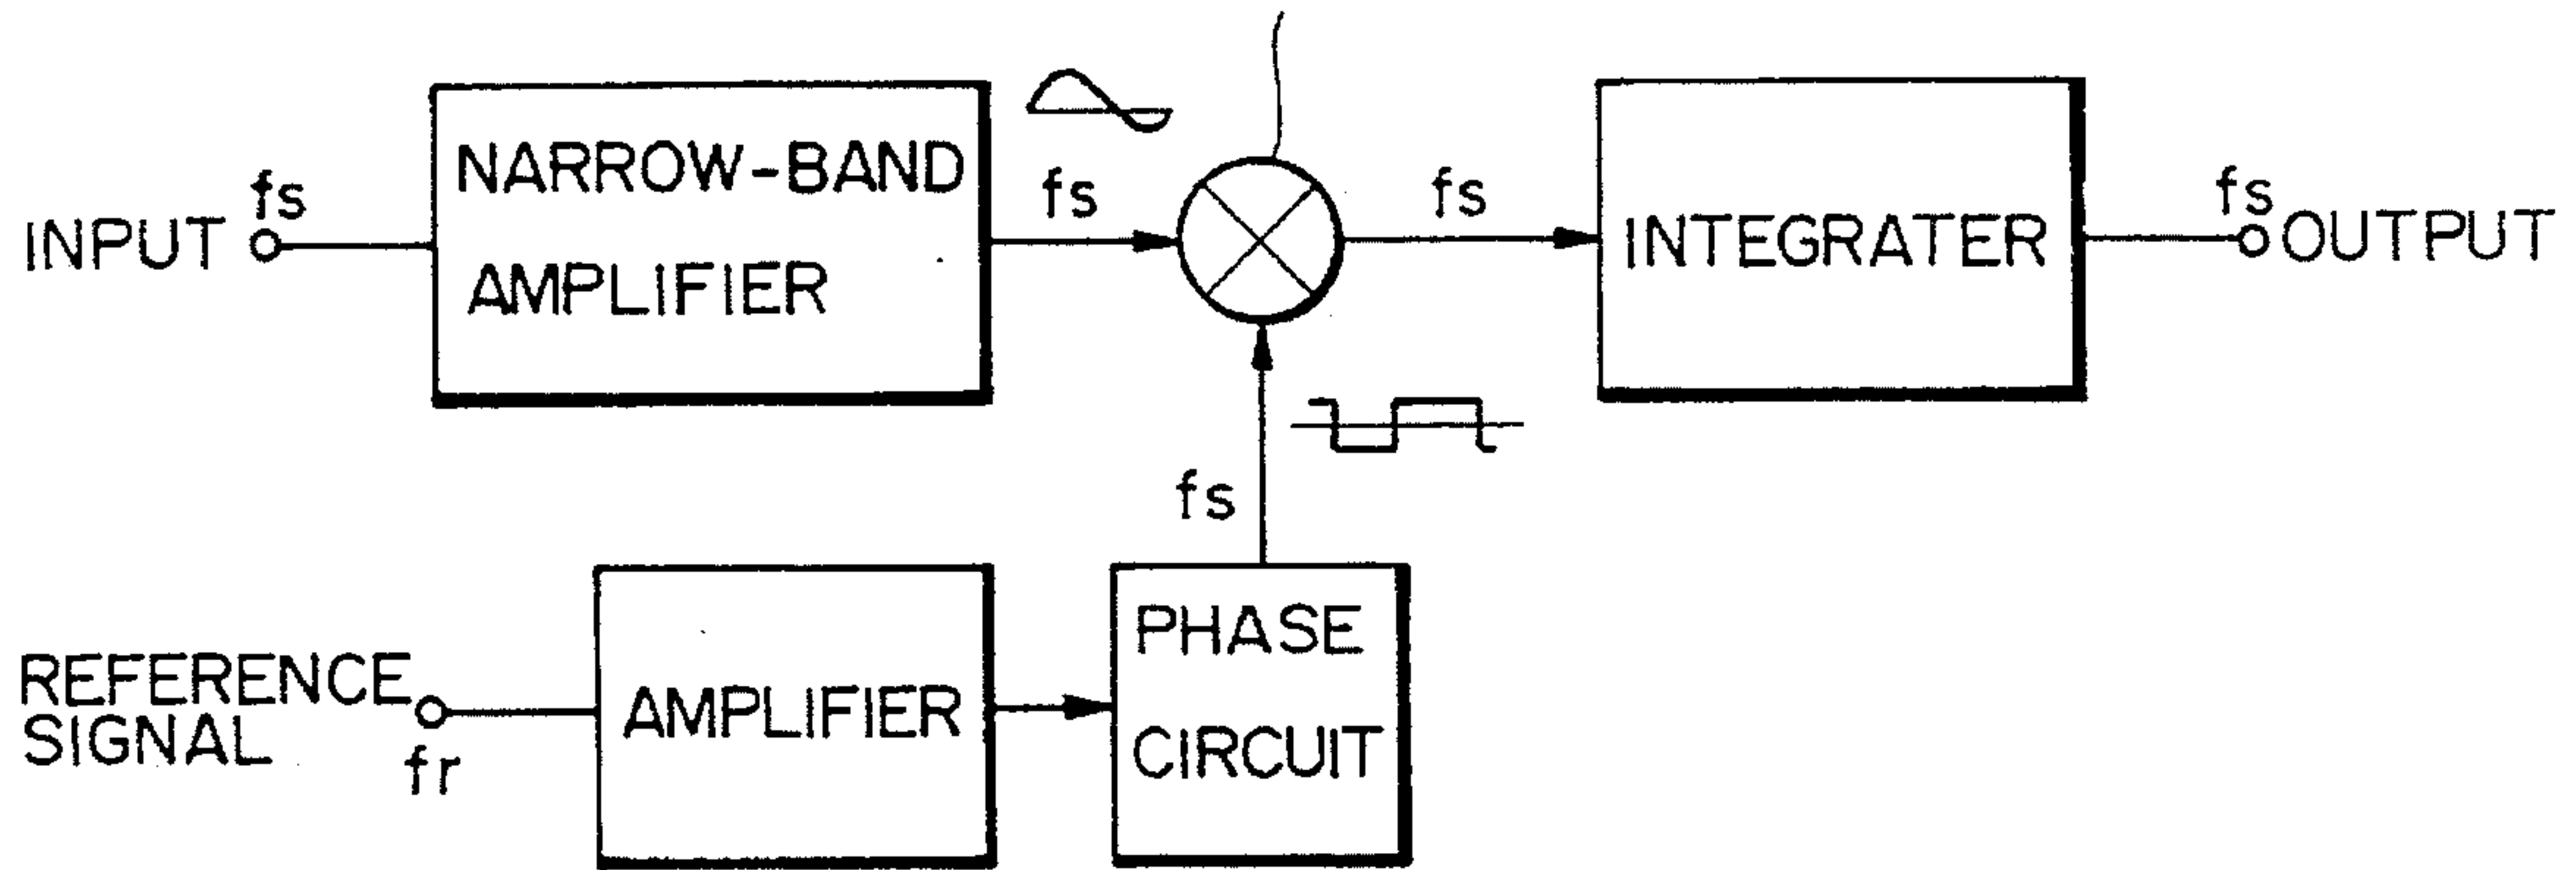 INPUT
fs
NARROW-BAND
AMPLIFIER
fs
fs
INTEGRATER
fs
OUTPUT
fs
REFERENCE
SIGNAL
fr
AMPLIFIER
PHASE
CIRCUIT